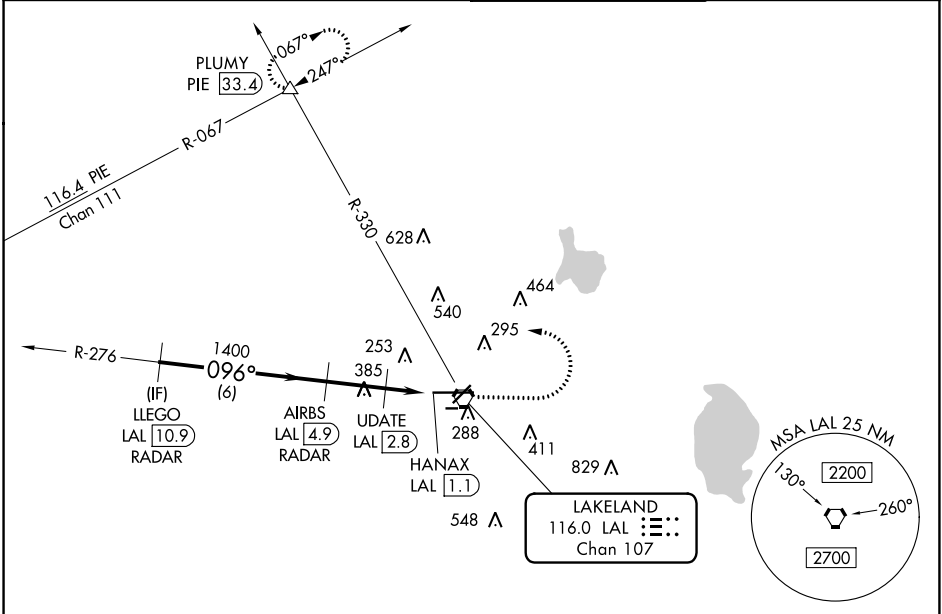 067°
PLUMY
PIE 33.4
247°
R-067
116.4 PIE
Chan 111
R-330
628
464
540
295
R-276
1400
096°
(6)
253
385
(IF)
LLEGO
LAL 10.9
RADAR
AIRBS
LAL 4.9
RADAR
UDATE
LAL 2.8
HANAX
LAL 1.1
288
411
829
548
LAKELAND
116.0 LAL
Chan 107
MSA LAL 25 NM
130°
2200
260°
2700